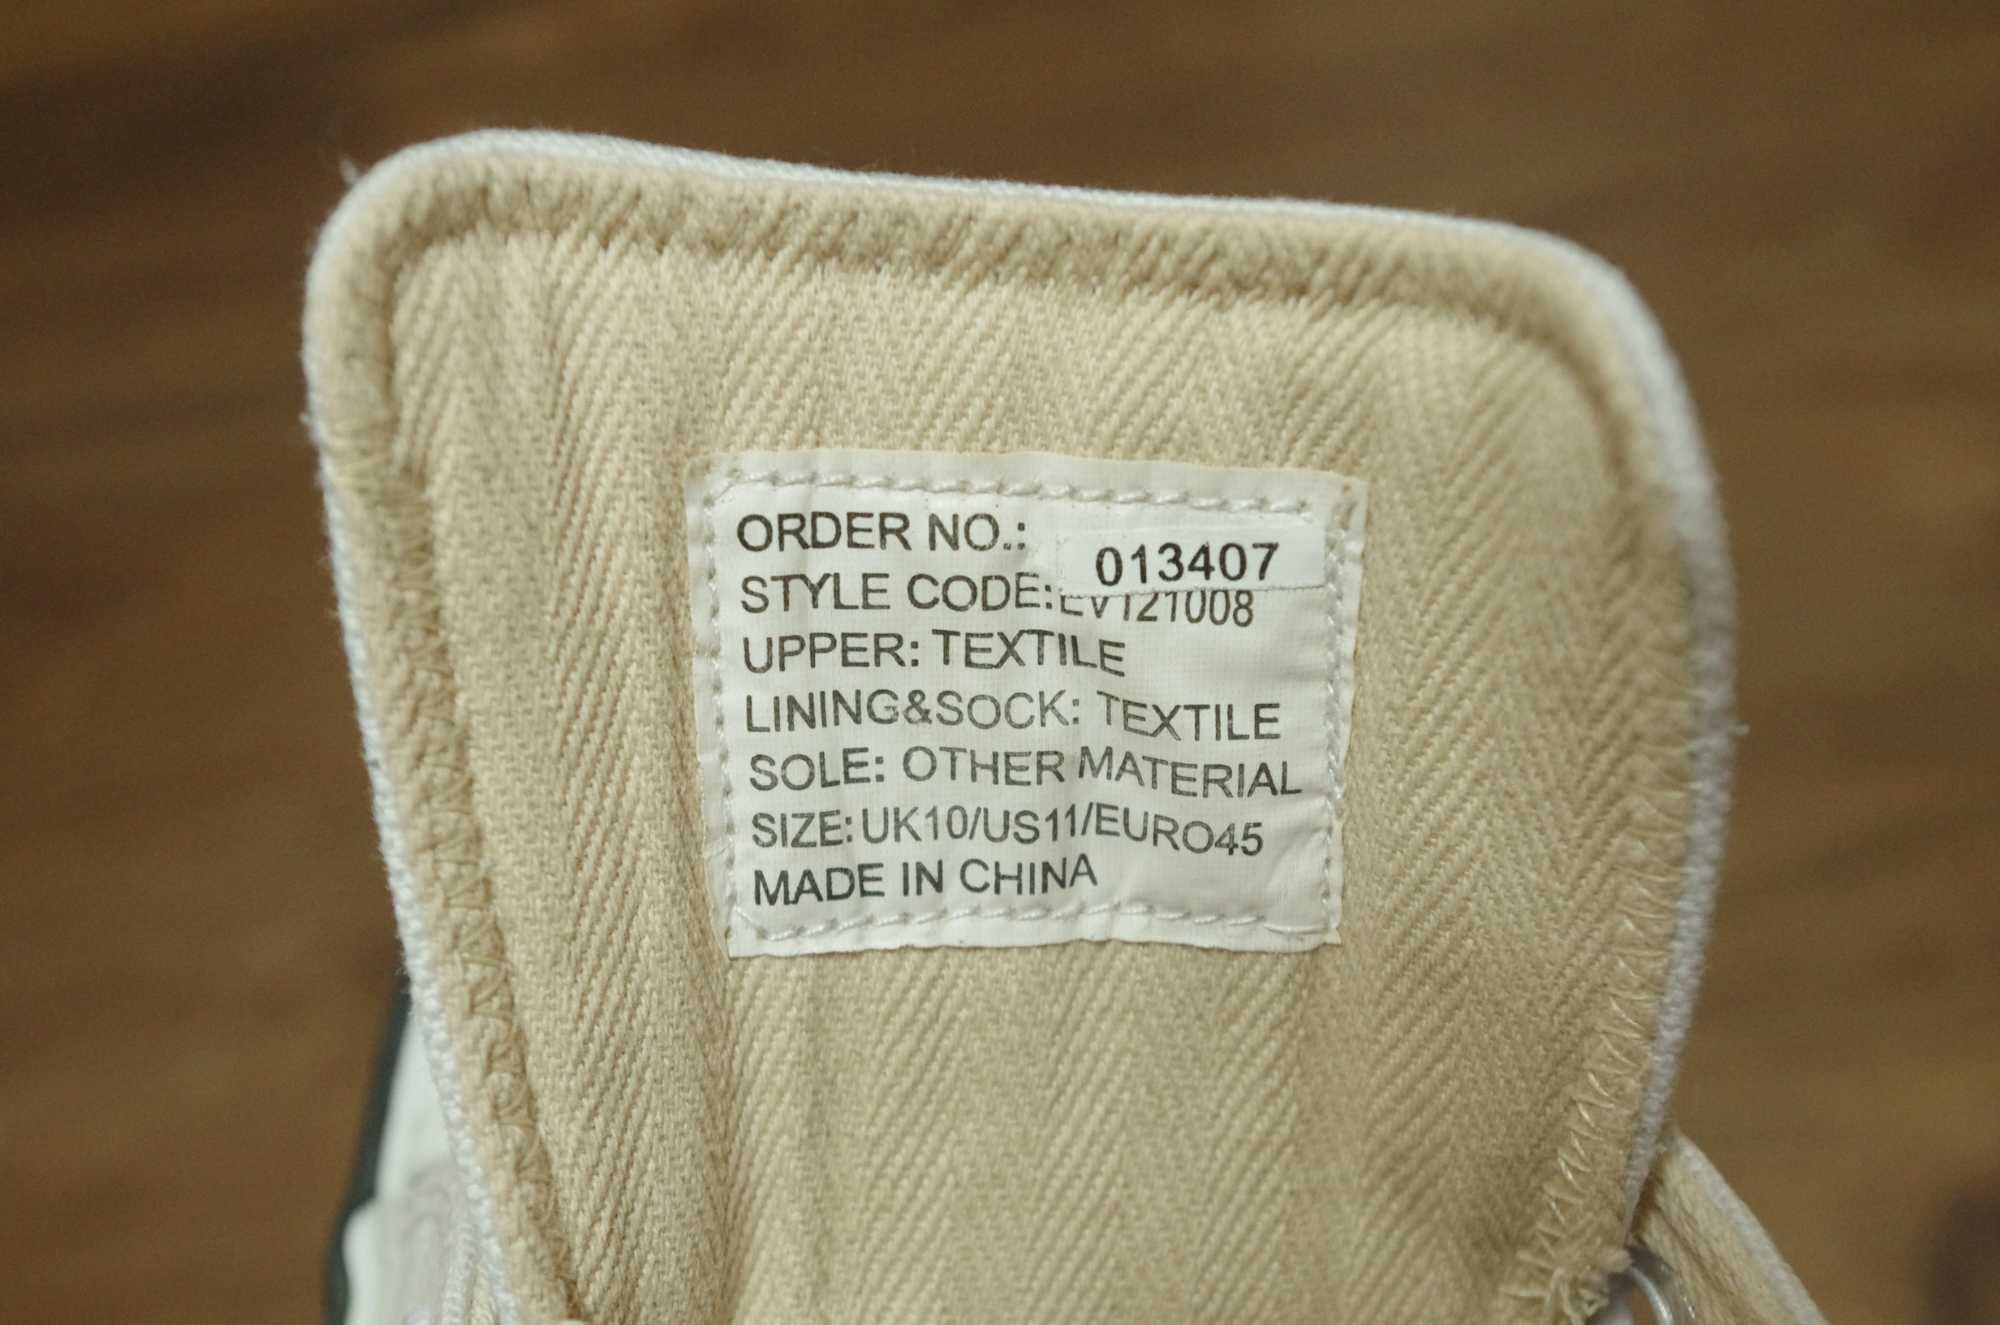 ORDER NO.: 013407
STYLE CODE: EV121008
UPPER: TEXTILE
LINING&SOCK: TEXTILE
SOLE: OTHER MATERIAL
SIZE: UK10/US11/EURO45
MADE IN CHINA